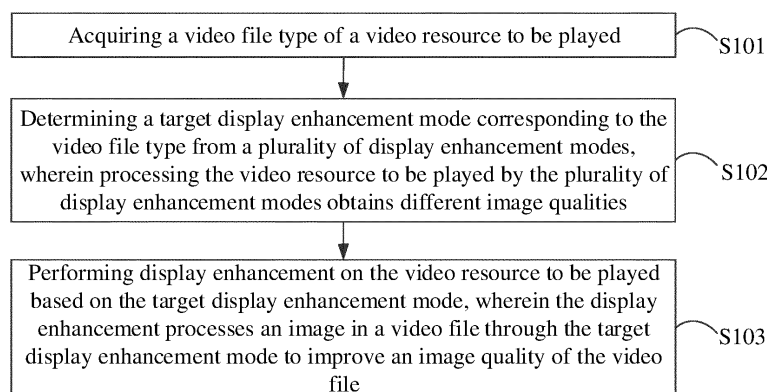 Acquiring a video file type of a video resource to be played
S101
Determining a target display enhancement mode corresponding to the
video file type from a plurality of display enhancement modes,
wherein processing the video resource to be played by the plurality of
display enhancement modes obtains different image qualities
S102
Performing display enhancement on the video resource to be played
based on the target display enhancement mode, wherein the display
enhancement processes an image in a video file through the target
display enhancement mode to improve an image quality of the video
file
S103